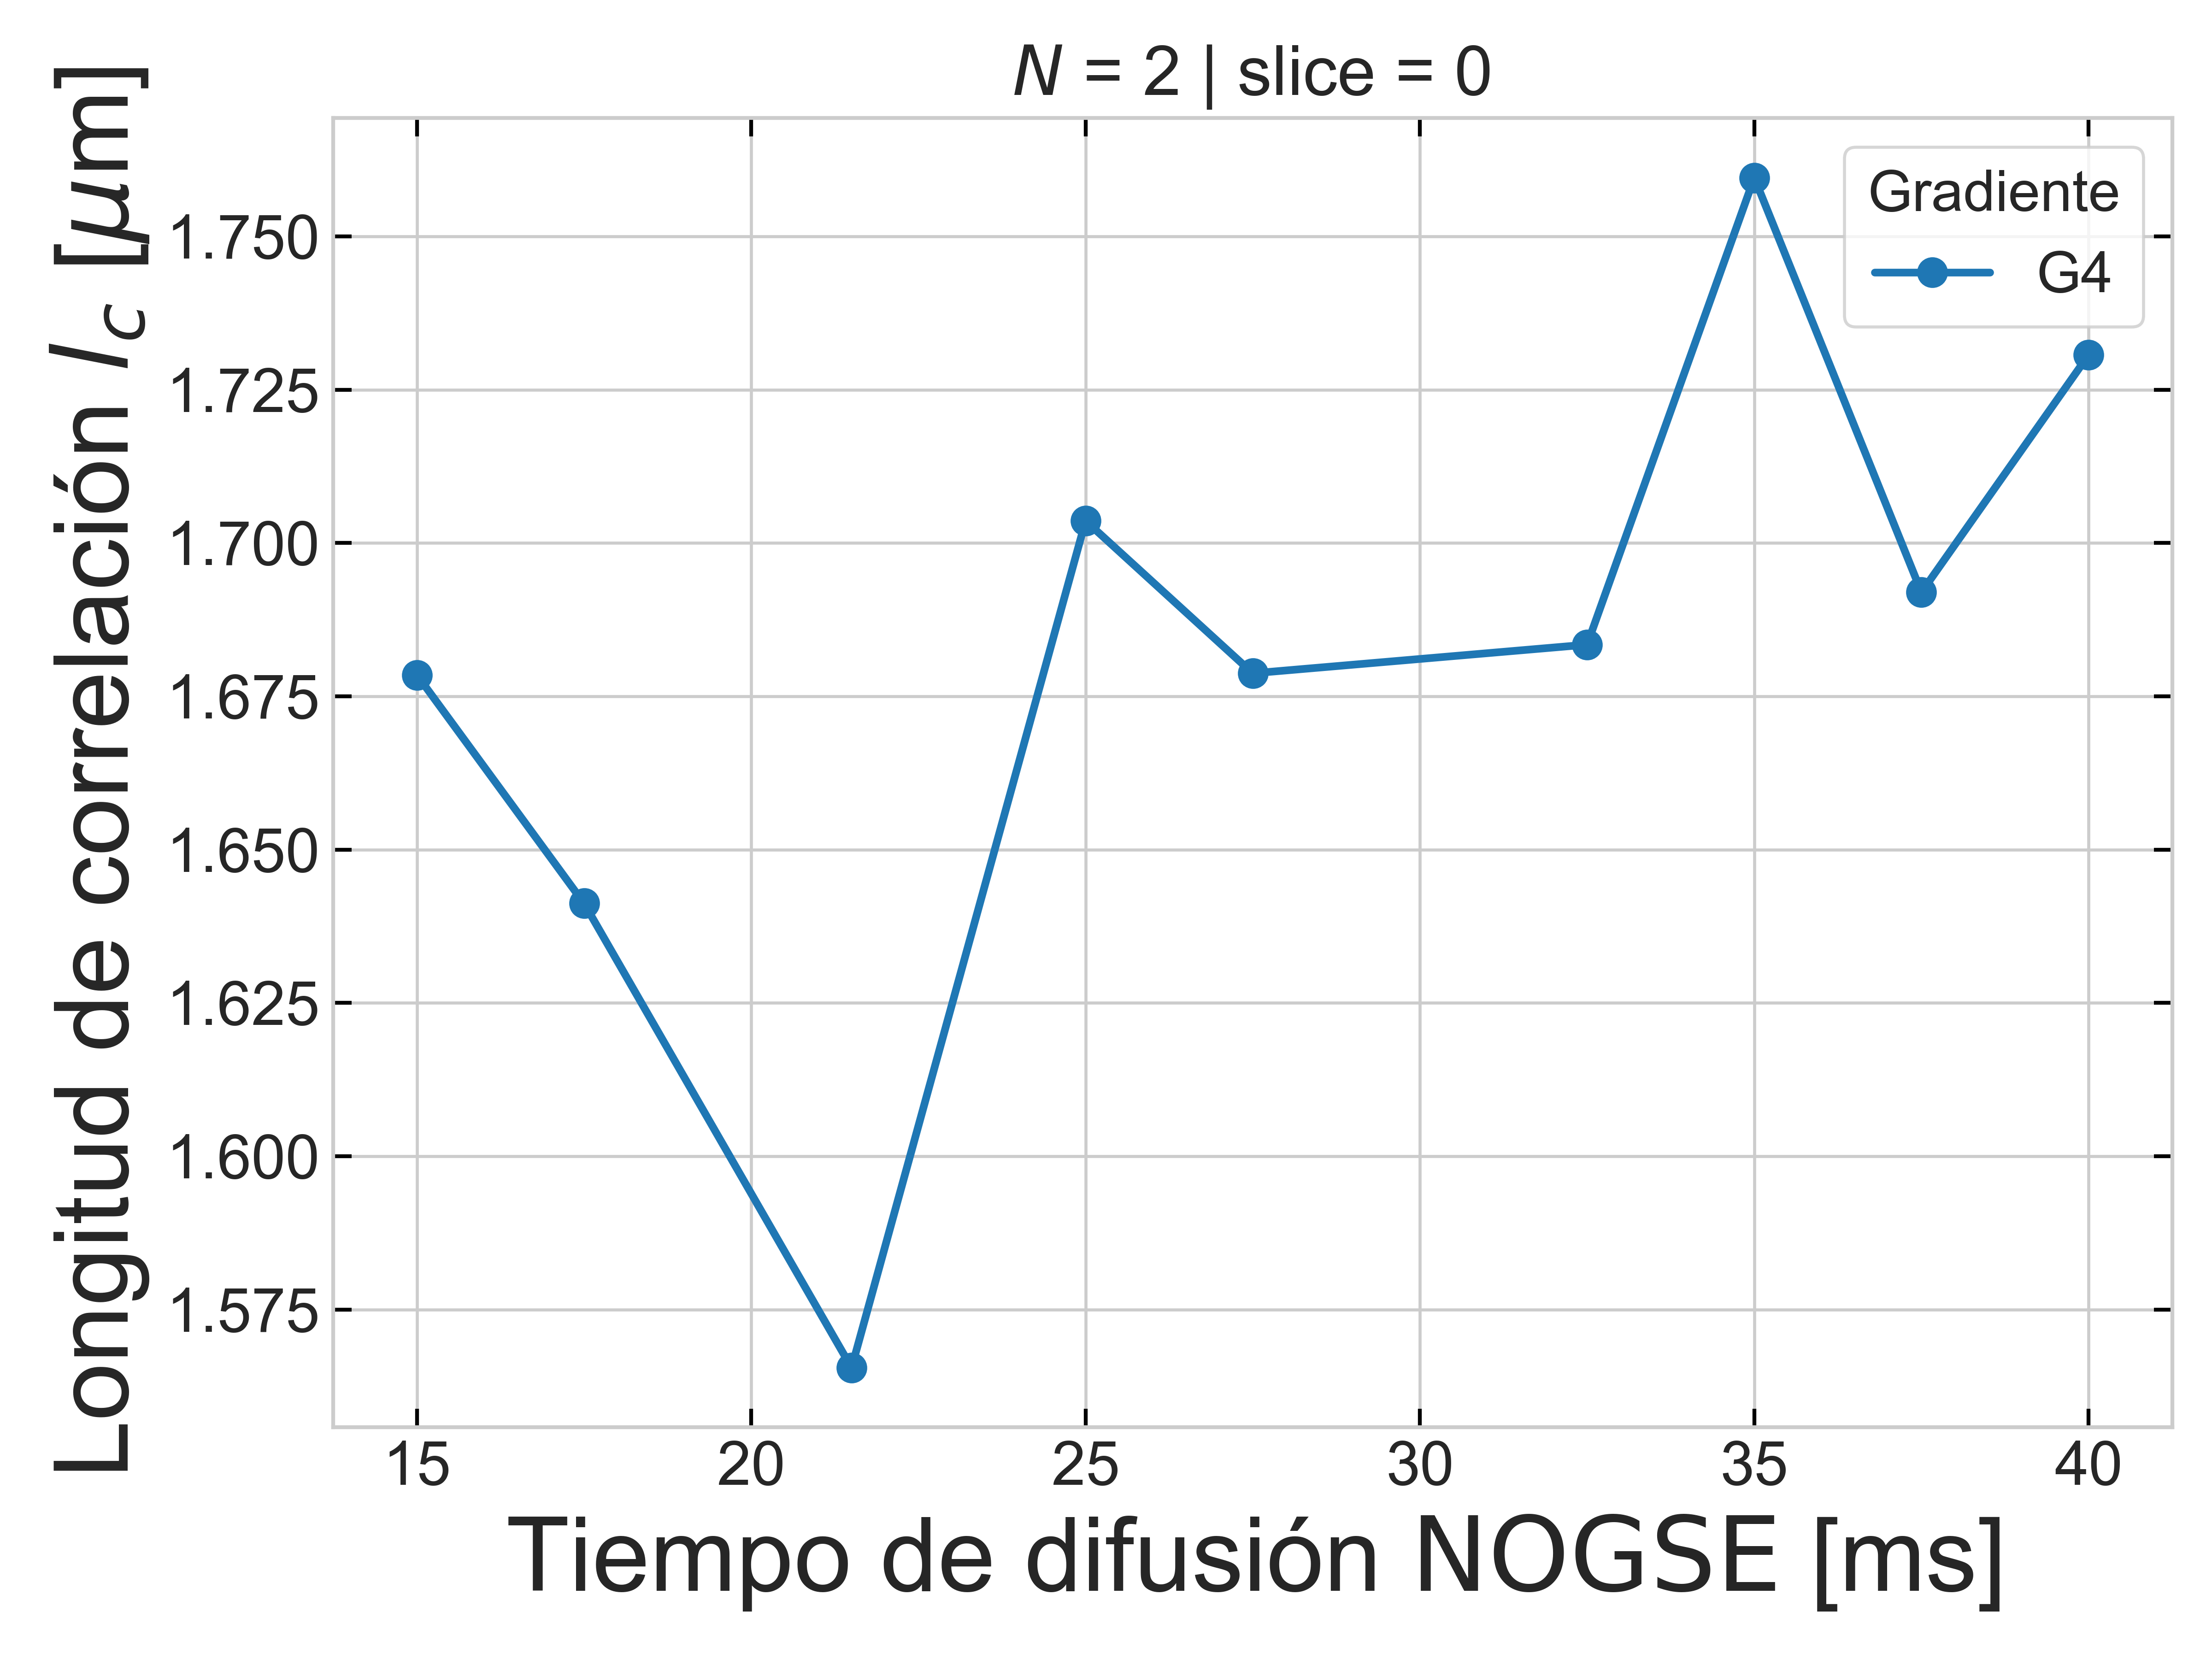 N = 2 | slice = 0
Longitud de correlación l_c [μm]
1.750
1.725
1.700
1.675
1.650
1.625
1.600
1.575
Gradiente
G4
15 20 25 30 35 40
Tiempo de difusión NOGSE [ms]